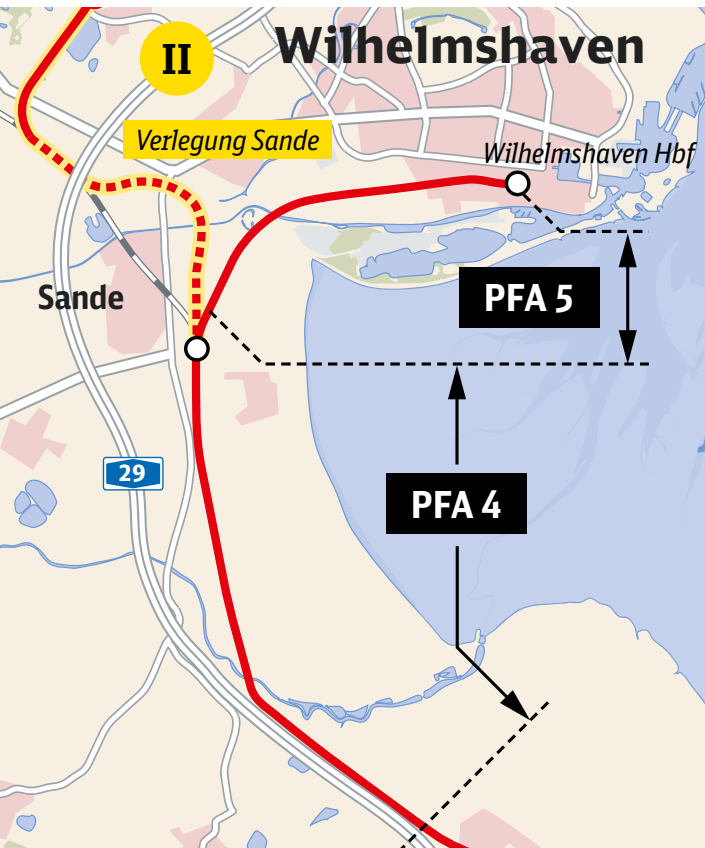 Wilhelmshaven
II
Verlegung Sande
Wilhelmshaven Hbf
Sande
PFA 5
29
PFA 4